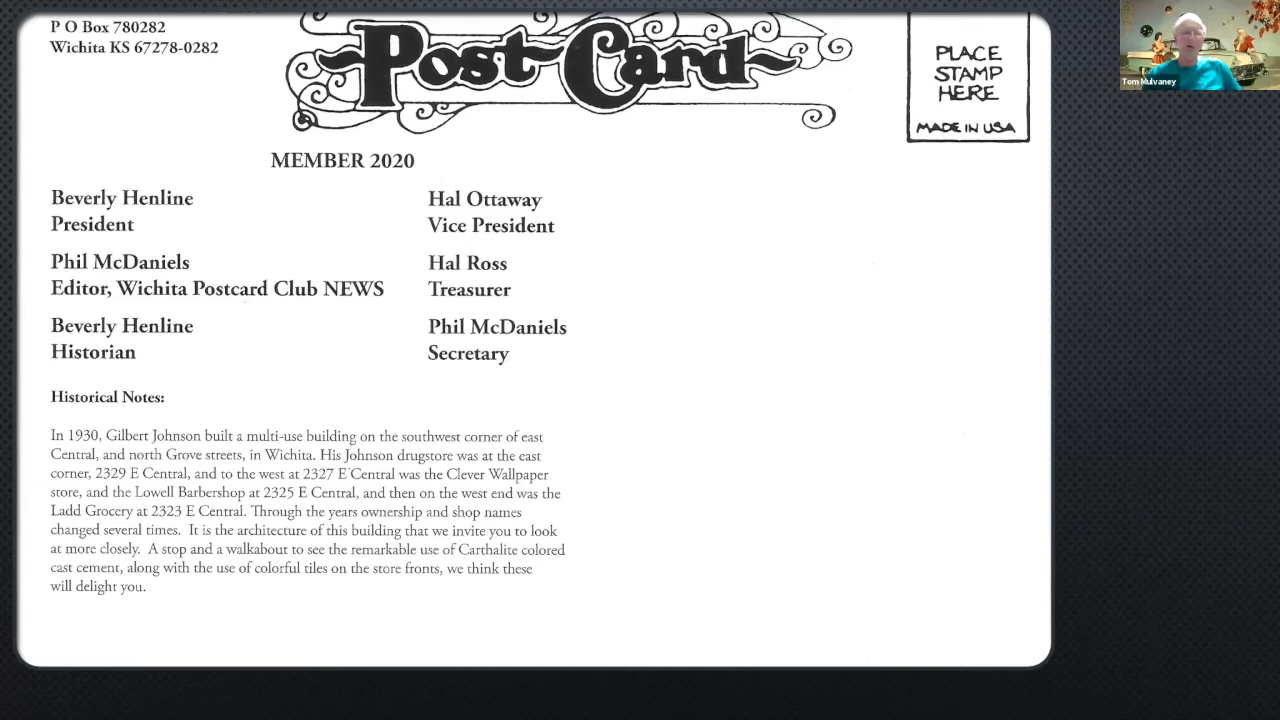 P O Box 780282
Wichita KS 67278-0282
Post Card
PLACE
STAMP
HERE
MADE IN USA
Tom Mulvaney
MEMBER 2020
Beverly Henline
President
Hal Ottaway
Vice President
Phil McDaniels
Editor, Wichita Postcard Club NEWS
Hal Ross
Treasurer
Beverly Henline
Historian
Phil McDaniels
Secretary
Historical Notes:
In 1930, Gilbert Johnson built a multi-use building on the southwest corner of east
Central, and north Grove streets, in Wichita. His Johnson drugstore was at the east
corner, 2329 E Central, and to the west at 2327 E Central was the Clever Wallpaper
store, and the Lowell Barbershop at 2325 E Central, and then on the west end was the
Ladd Grocery at 2323 E Central. Through the years ownership and shop names
changed several times. It is the architecture of this building that we invite you to look
at more closely. A stop and a walkabout to see the remarkable use of Carthalite colored
cast cement, along with the use of colorful tiles on the store fronts, we think these
will delight you.